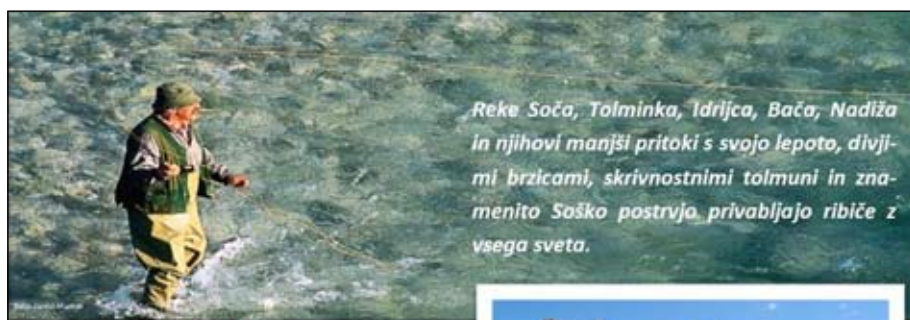 Reke Soča, Tolminka, Idrijca, Bača, Nadiža
in njihovi manjši pritoki s svojo lepoto, divji-
mi brzicami, skrivnostnimi tolmuni in zna-
menito Soško postrvjo privabljajo ribiče z
vsega sveta.